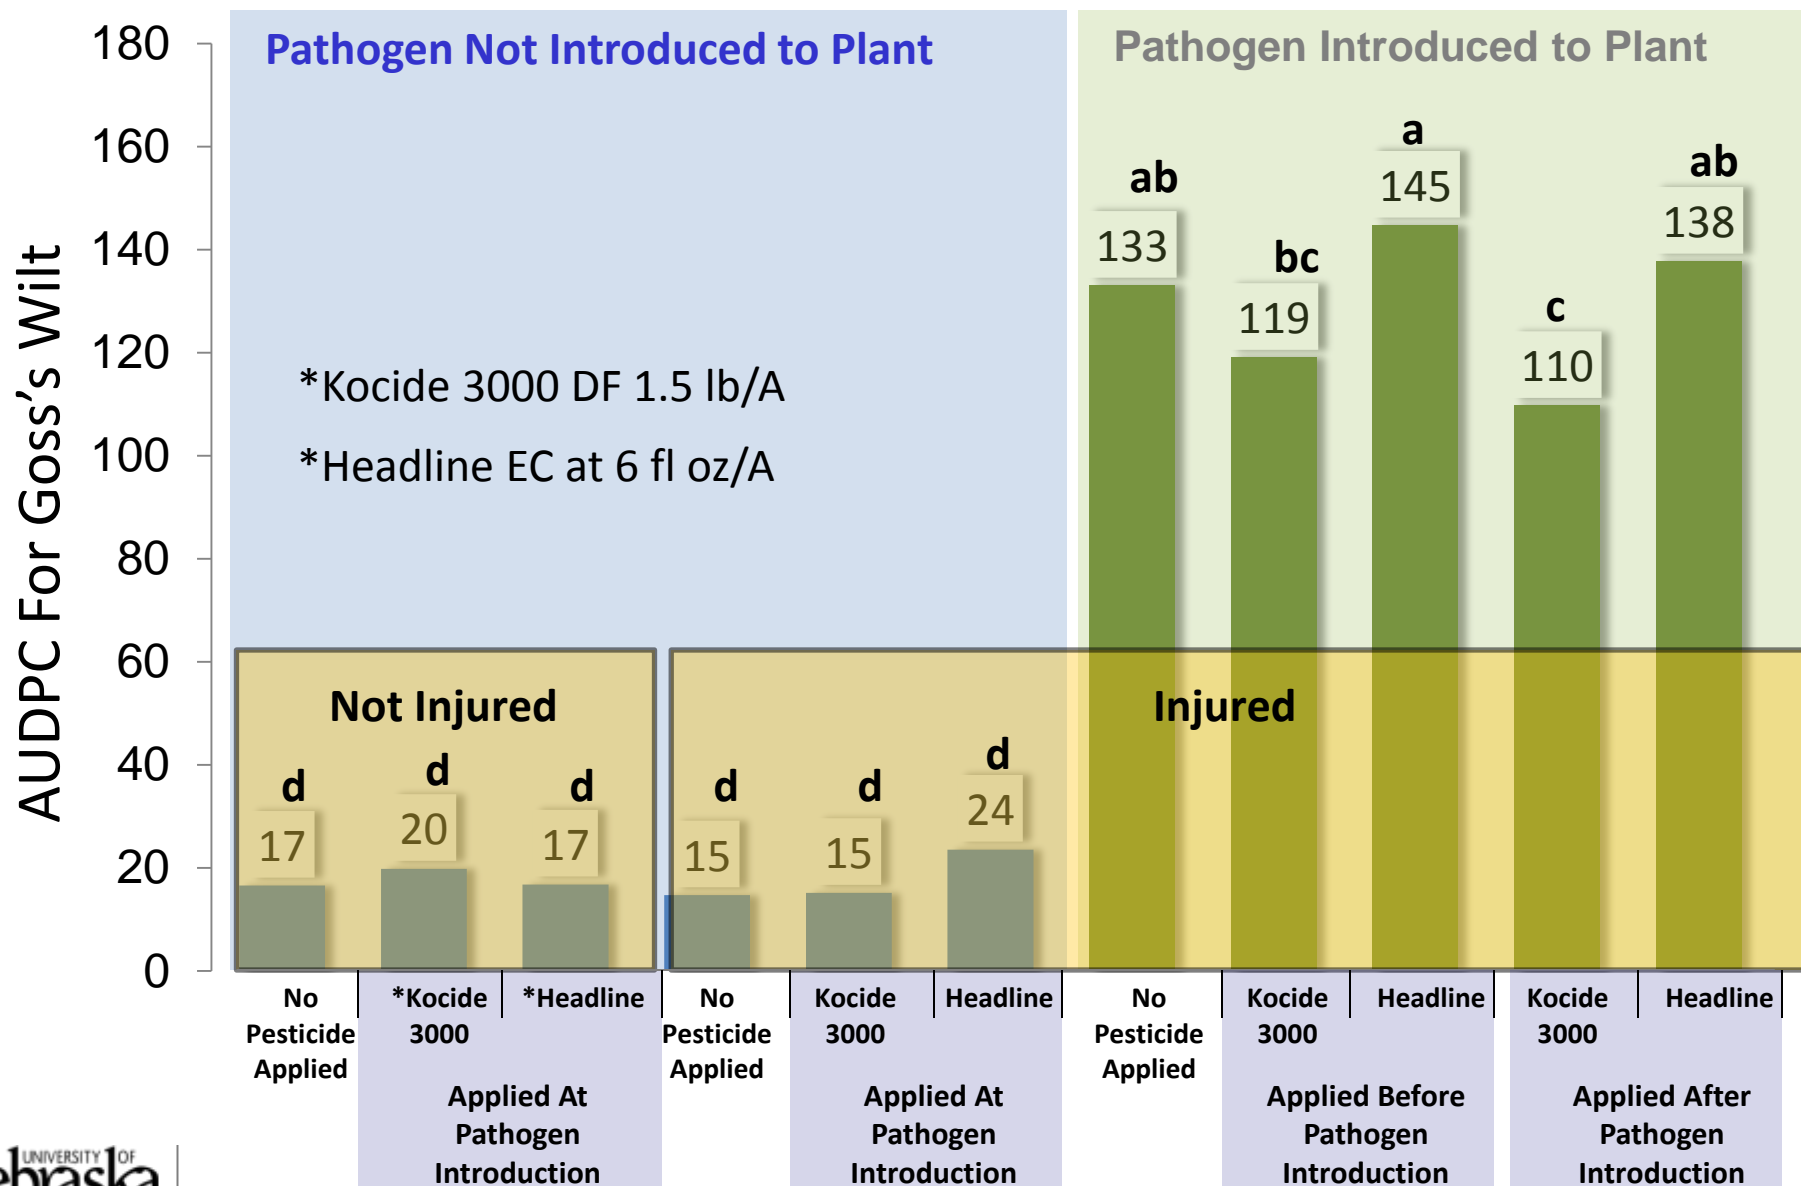 Pathogen Not Introduced to Plant
Pathogen Introduced to Plant
AUDPC For Goss’s Wilt
180
160
140
120
100
80
60
40
20
0
*Kocide 3000 DF 1.5 lb/A
*Headline EC at 6 fl oz/A
Not Injured
Injured
d
17
d
20
d
17
d
15
d
15
d
24
ab
133
bc
119
a
145
c
110
ab
138
No
Pesticide
Applied
*Kocide
3000
*Headline
Applied At
Pathogen
Introduction
No
Pesticide
Applied
Kocide
3000
Headline
Applied At
Pathogen
Introduction
No
Pesticide
Applied
Kocide
3000
Headline
Applied Before
Pathogen
Introduction
Kocide
3000
Headline
Applied After
Pathogen
Introduction
UNIVERSITY OF
ebraska